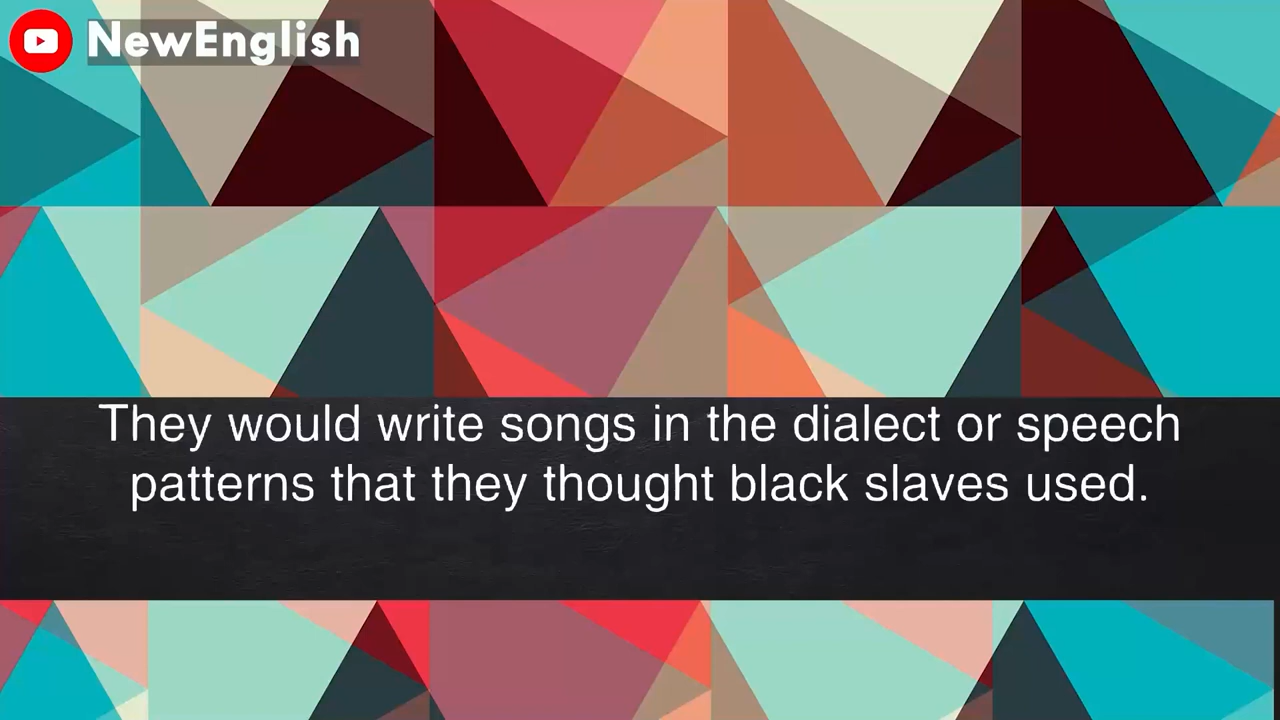 NewEnglish
They would write songs in the dialect or speech
patterns that they thought black slaves used.